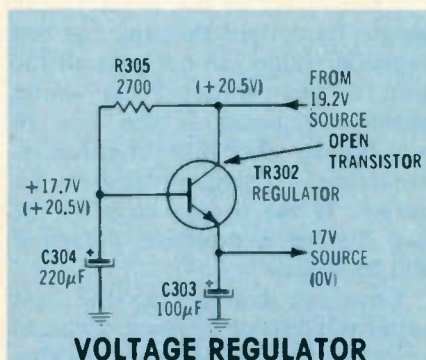 R305
2700
(+20.5V)
FROM
19.2V
SOURCE
OPEN
TRANSISTOR
TR302
REGULATOR
+17.7V
(+20.5V)
17V
SOURCE
(0V)
C304
220µF
C303
100µF
VOLTAGE REGULATOR